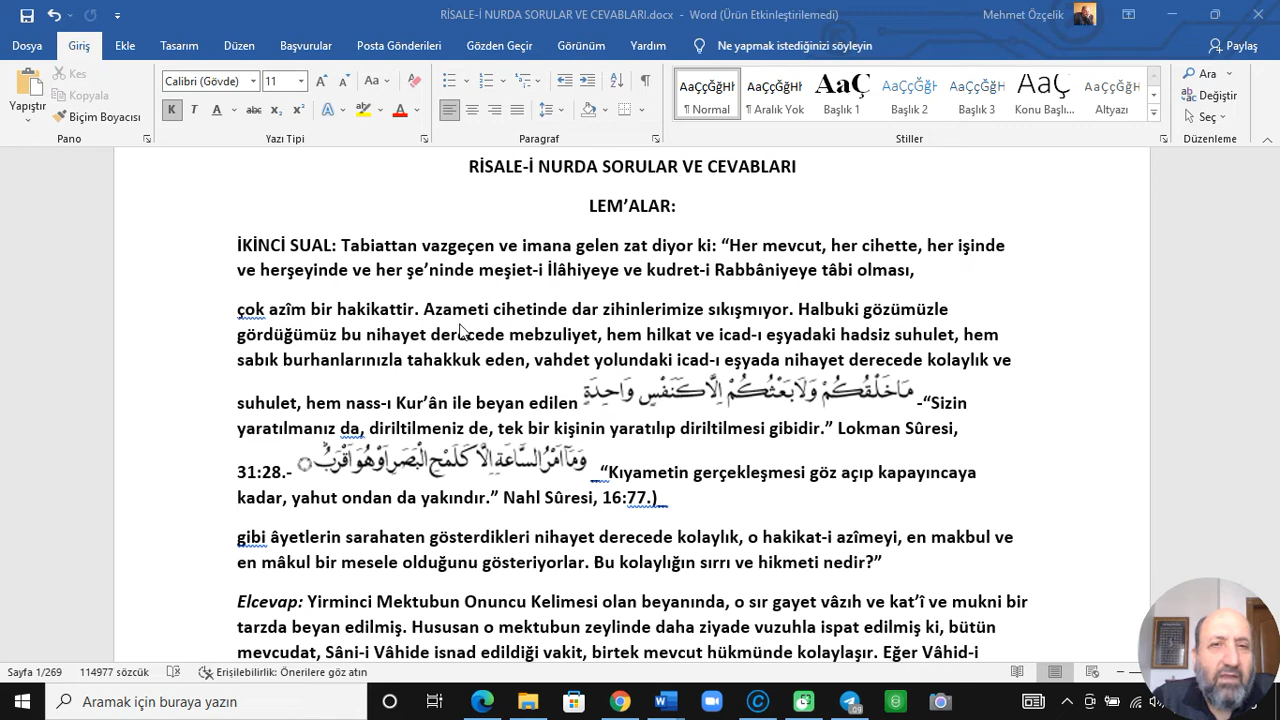 RİSALE-İ NURDA SORULAR VE CEVABLARI.docx - Word (Ürün Etkinleştirilemedi)
Mehmet Özçelik
Dosya Giriş Ekle Tasarım Düzen Başvurular Posta Gönderileri Gözden Geçir Görünüm Yardım Ne yapmak istediğinizi söyleyin Paylaş
Yapıştır
Kes
Kopyala
Biçim Boyacısı
Pano
Calibri (Gövde) 11
Yazı Tipi
Paragraf
AaÇçĞğH AaÇçĞğH AaÇ AaÇçĞğH AaÇçĞğH AaÇçĞ AaÇçĞğH
¶ Normal ¶ Aralık Yok Başlık 1 Başlık 2 Başlık 3 Konu Başlı... Altyazı
Stiller
Ara
Değiştir
Seç
Düzenleme
RİSALE-İ NURDA SORULAR VE CEVABLARI
LEM’ALAR:
İKİNCİ SUAL: Tabiattan vazgeçen ve imana gelen zat diyor ki: “Her mevcut, her cihette, her işinde
ve herşeyinde ve her şe’ninde meşiet-i İlâhiyeye ve kudret-i Rabbâniyeye tâbi olması,
çok azîm bir hakikattir. Azameti cihetinde dar zihinlerimize sıkışmıyor. Halbuki gözümüzle
gördüğümüz bu nihayet derecede mebzuliyet, hem hilkat ve icad-ı eşyadaki hadsiz suhulet, hem
sabık burhanlarınızla tahakkuk eden, vahdet yolundaki icad-ı eşyada nihayet derecede kolaylık ve
suhulet, hem nass-ı Kur’ân ile beyan edilen مَاخَلْقُكُمْ وَلَابَعْثُكُمْ اِلَّاكَنَفْسٍ وَاحِدَةٍ -“Sizin
yaratılmanız da, diriltilmeniz de, tek bir kişinin yaratılıp diriltilmesi gibidir.” Lokman Sûresi,
31:28.- وَمَآاَمْرُالسَّاعَةِاِلَّاكَلَمْحِ الْبَصَرِاَوْهُوَاَقْرَبُ “Kıyametin gerçekleşmesi göz açıp kapayıncaya
kadar, yahut ondan da yakındır.” Nahl Sûresi, 16:77.)_
gibi âyetlerin sarahaten gösterdikleri nihayet derecede kolaylık, o hakikat-i azîmeyi, en makbul ve
en mâkul bir mesele olduğunu gösteriyorlar. Bu kolaylığın sırrı ve hikmeti nedir?”
Elcevap: Yirminci Mektubun Onuncu Kelimesi olan beyanında, o sır gayet vâzıh ve kat’î ve mukni bir
tarzda beyan edilmiş. Hususan o mektubun zeylinde daha ziyade vuzuhla ispat edilmiş ki, bütün
mevcudat, Sâni-i Vâhide isnad edildiği vakit, birtek mevcut hükmünde kolaylaşır. Eğer Vâhid-i
Sayfa 1/269 114977 sözcük Erişilebilirlik: Önerilere göz atın
Aramak için buraya yazın